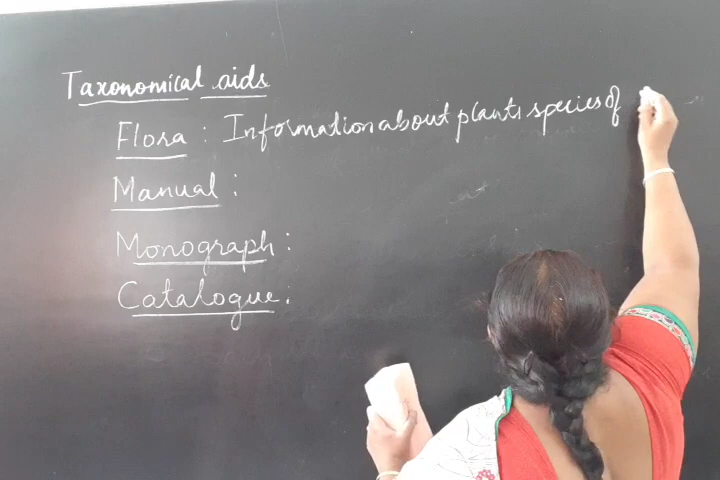 Taxonomical aids
Flora : Information about plants species of
Manual :
Monograph :
Catalogue :